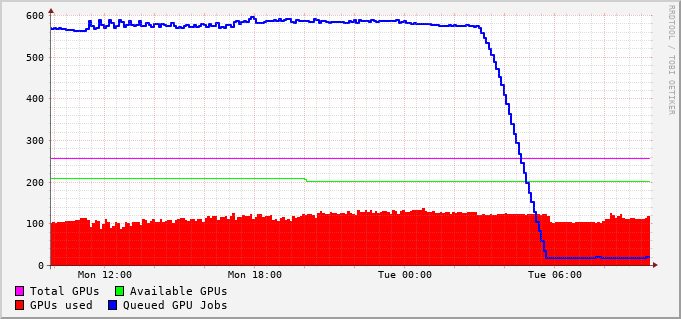 600
500
400
300
200
100
0
Mon 12:00 Mon 18:00 Tue 00:00 Tue 06:00
Total GPUs Available GPUs
GPUs used Queued GPU Jobs
RRDTOOL / TOBI OETIKER